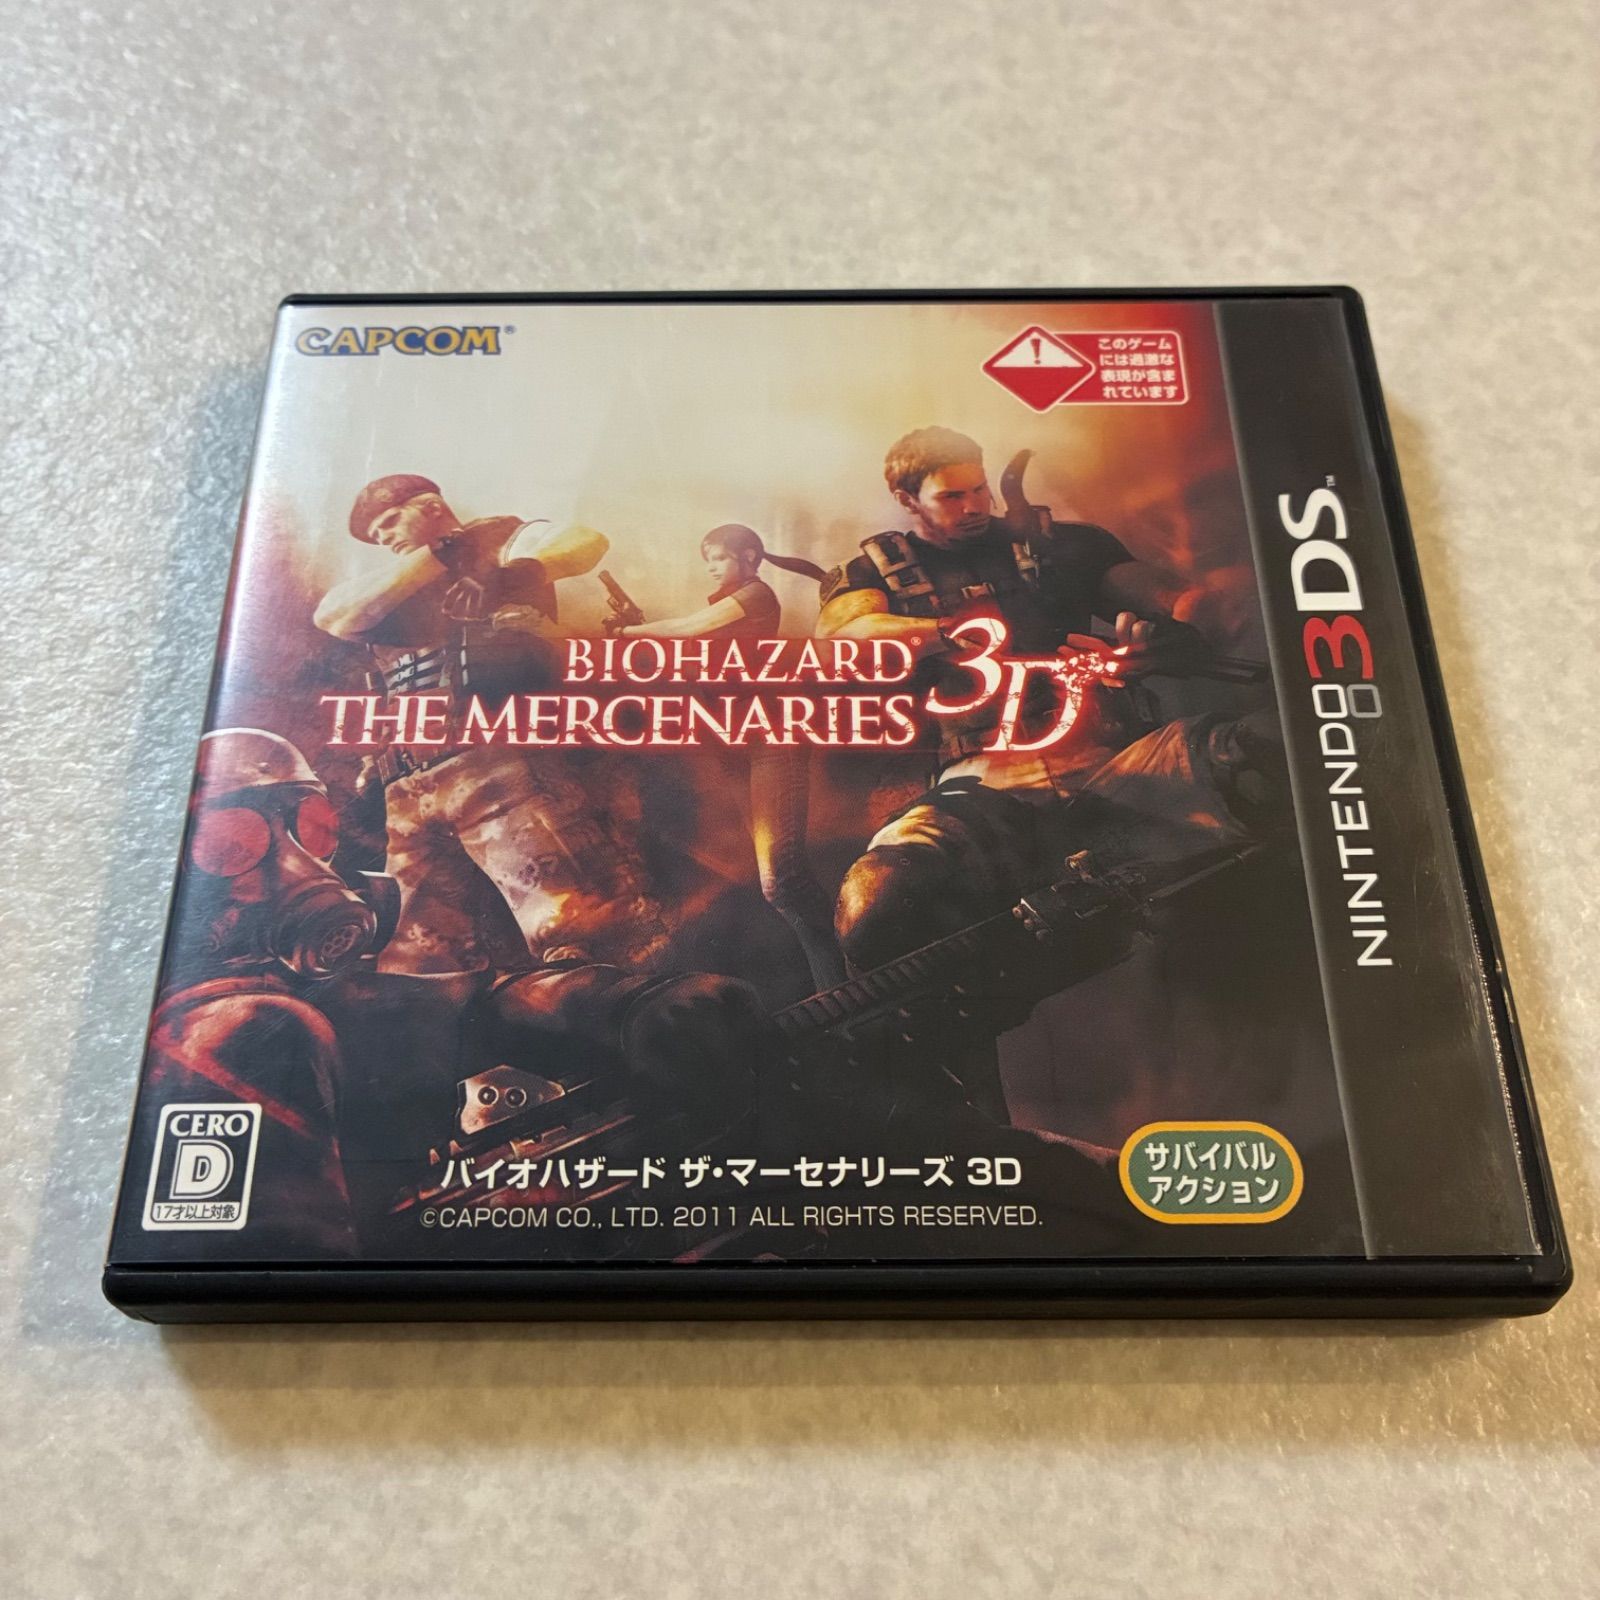 CAPCOM®
このゲーム
には過激な
表現が含ま
れています
BIOHAZARD®
THE MERCENARIES 3D
NINTENDO3DS™
CERO
D
17才以上対象
バイオハザード ザ・マーセナリーズ 3D
©CAPCOM CO., LTD. 2011 ALL RIGHTS RESERVED.
サバイバル
アクション